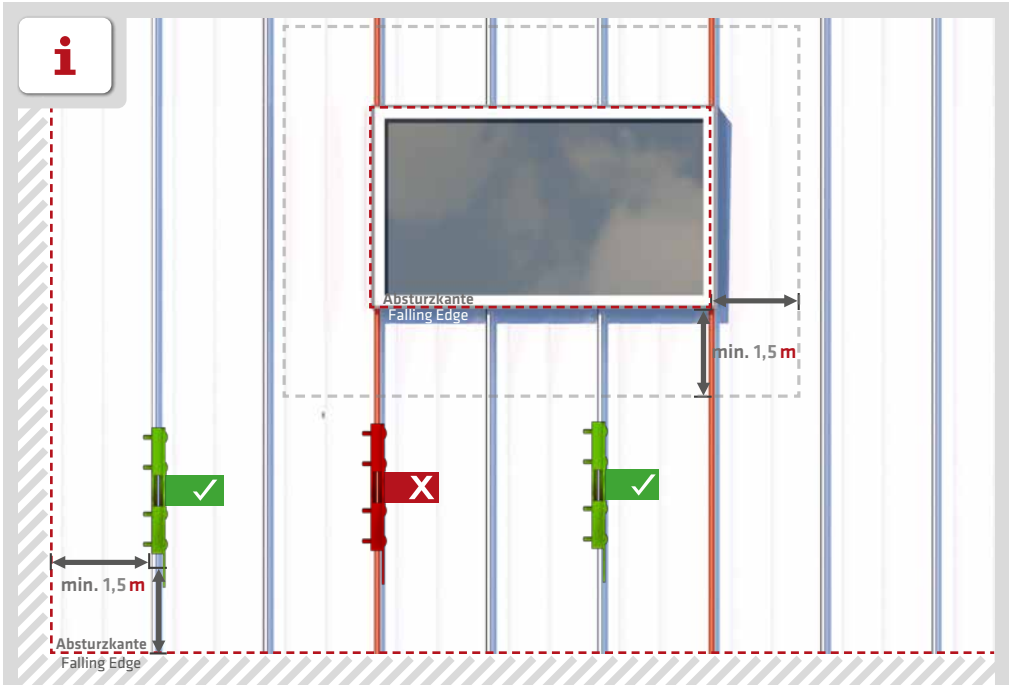 i
Absturzkante
Falling Edge
min. 1,5 m
X
min. 1,5 m
Absturzkante
Falling Edge